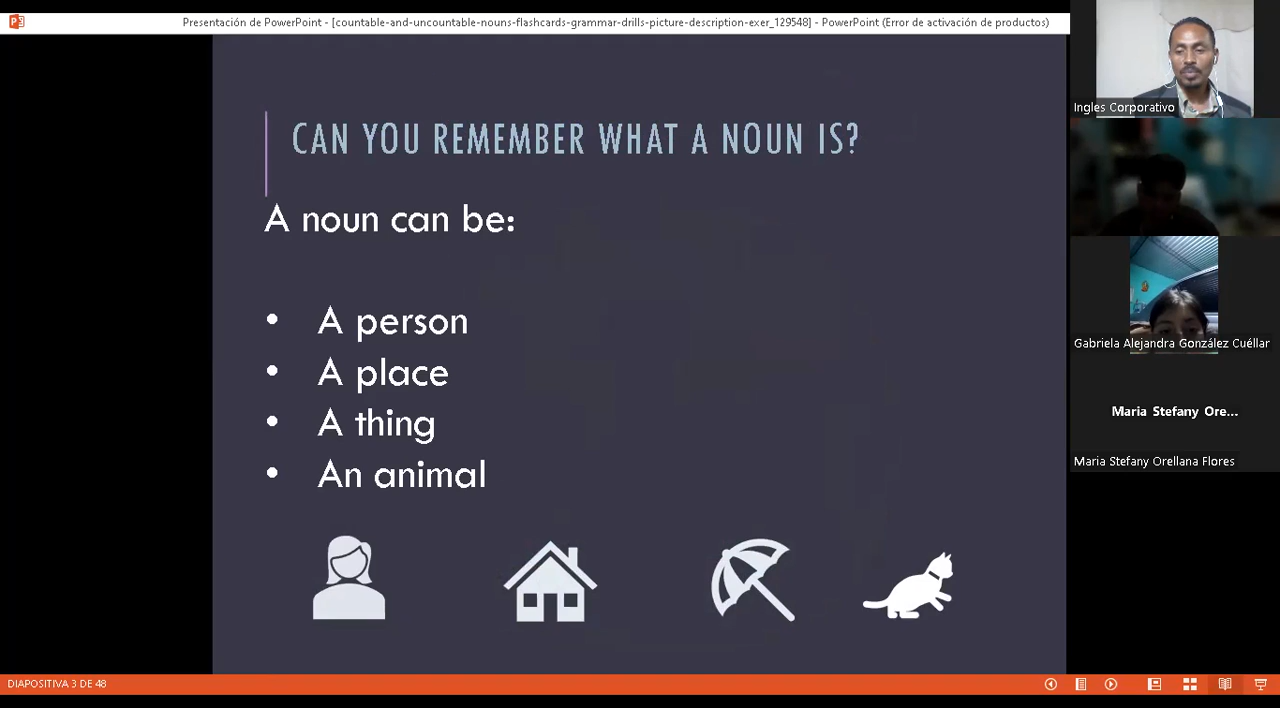 Presentación de PowerPoint - [countable-and-uncountable-nouns-flashcards-grammar-drills-picture-description-exer_129548] - PowerPoint (Error de activación de productos)
CAN YOU REMEMBER WHAT A NOUN IS?
A noun can be:
• A person
• A place
• A thing
• An animal
Ingles Corporativo
Gabriela Alejandra González Cuéllar
Maria Stefany Ore...
Maria Stefany Orellana Flores
DIAPOSITIVA 3 DE 48